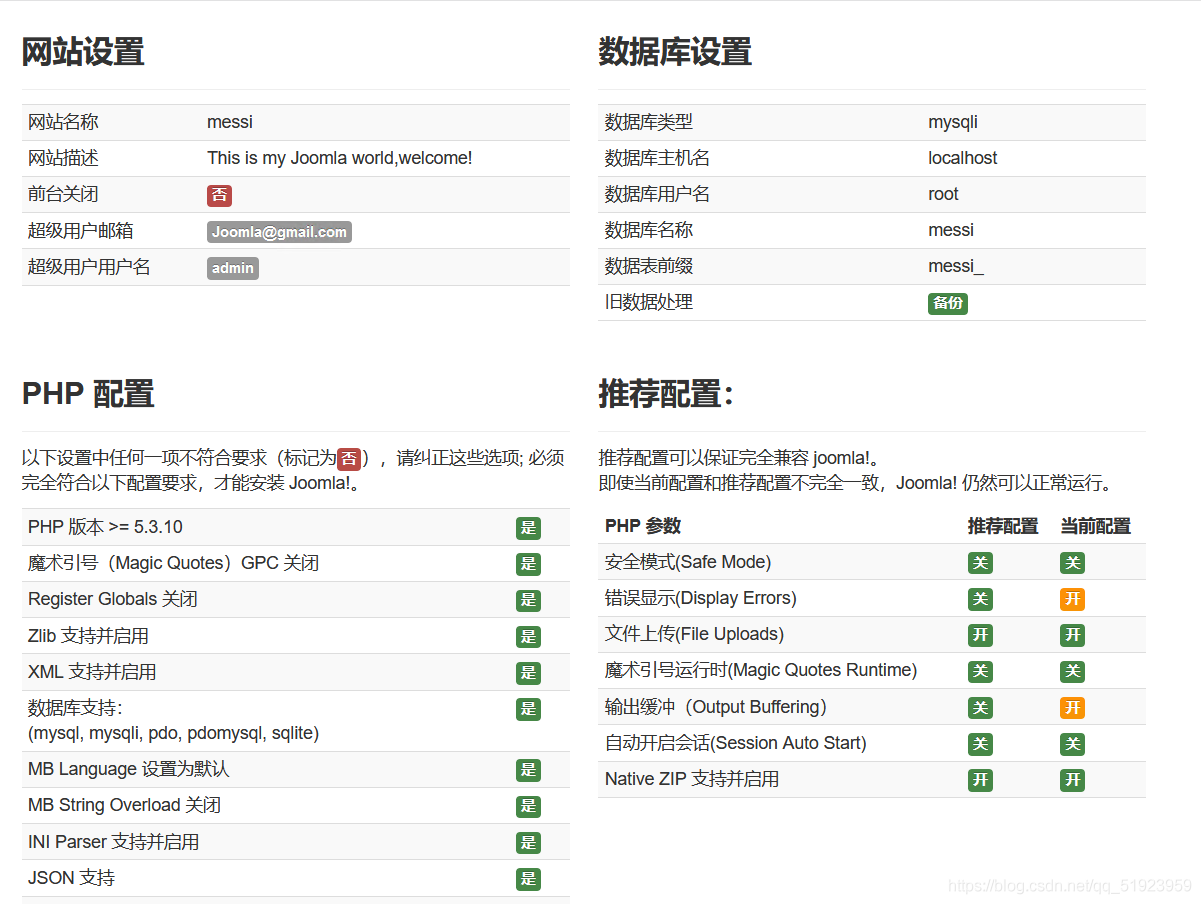 网站设置
网站名称 messi
网站描述 This is my Joomla world,welcome!
前台关闭 否
超级用户邮箱 Joomla@gmail.com
超级用户用户名 admin
数据库设置
数据库类型 mysqli
数据库主机名 localhost
数据库用户名 root
数据库名称 messi
数据表前缀 messi_
旧数据处理 备份
PHP 配置
以下设置中任何一项不符合要求（标记为否），请纠正这些选项; 必须
完全符合以下配置要求，才能安装 Joomla!。
PHP 版本 >= 5.3.10 是
魔术引号（Magic Quotes）GPC 关闭 是
Register Globals 关闭 是
Zlib 支持并启用 是
XML 支持并启用 是
数据库支持： 是
(mysql, mysqli, pdo, pdomysql, sqlite)
MB Language 设置为默认 是
MB String Overload 关闭 是
INI Parser 支持并启用 是
JSON 支持 是
推荐配置：
推荐配置可以保证完全兼容 joomla!。
即使当前配置和推荐配置不完全一致，Joomla! 仍然可以正常运行。
PHP 参数 推荐配置 当前配置
安全模式(Safe Mode) 关 关
错误显示(Display Errors) 关 开
文件上传(File Uploads) 开 开
魔术引号运行时(Magic Quotes Runtime) 关 关
输出缓冲（Output Buffering） 关 开
自动开启会话(Session Auto Start) 关 关
Native ZIP 支持并启用 开 开
https://blog.csdn.net/qq_51923959